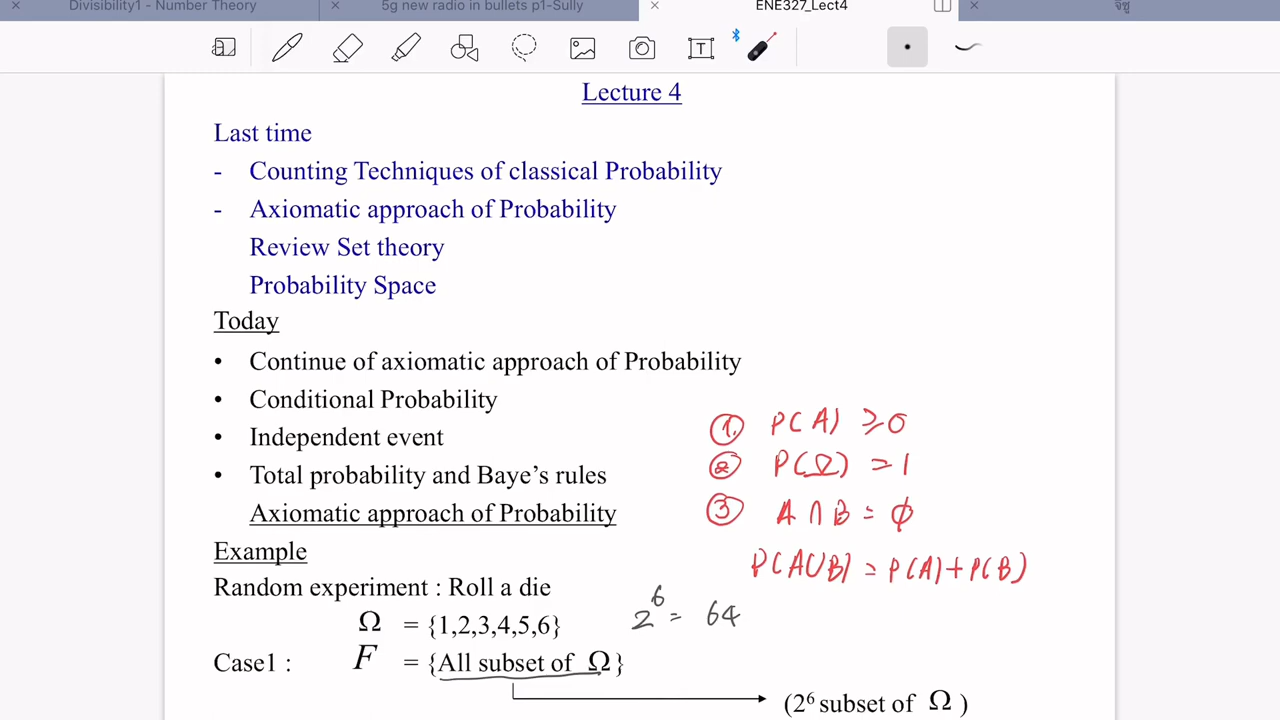 Divisibility1 - Number Theory
5g new radio in bullets p1-Sully
ENE327_Lect4
จิซู
Lecture 4
Last time
- Counting Techniques of classical Probability
- Axiomatic approach of Probability
Review Set theory
Probability Space
Today
• Continue of axiomatic approach of Probability
• Conditional Probability
• Independent event
• Total probability and Baye's rules
Axiomatic approach of Probability
① P(A) ≥ 0
② P(Ω) = 1
③ A ∩ B = ϕ
P(A∪B) = P(A)+P(B)
Example
Random experiment : Roll a die
Ω = {1,2,3,4,5,6}
2⁶ = 64
Case1 : F = {All subset of Ω}
(2⁶ subset of Ω )